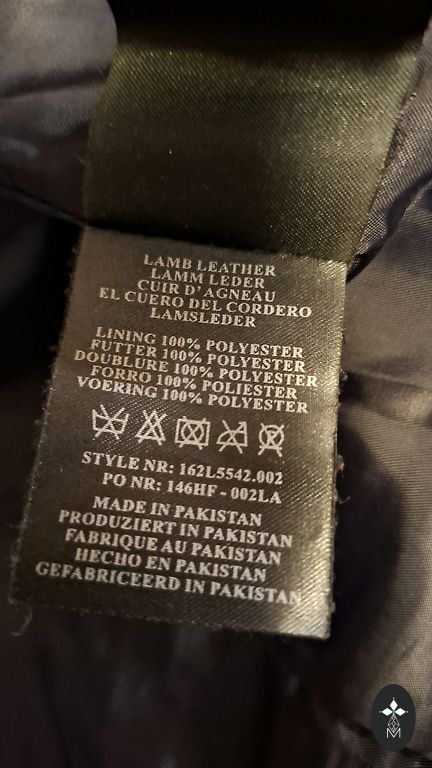 LAMB LEATHER
LAMM LEDER
CUIR D'AGNEAU
EL CUERO DEL CORDERO
LAMSLEDER
LINING 100% POLYESTER
FUTTER 100% POLYESTER
DOUBLURE 100% POLYESTER
FORRO 100% POLIESTER
VOERING 100% POLYESTER
STYLE NR: 162L5542.002
PO NR: 146HF - 002LA
MADE IN PAKISTAN
PRODUZIERT IN PAKISTAN
FABRIQUE AU PAKISTAN
HECHO EN PAKISTAN
GEFABRICEERD IN PAKISTAN
M